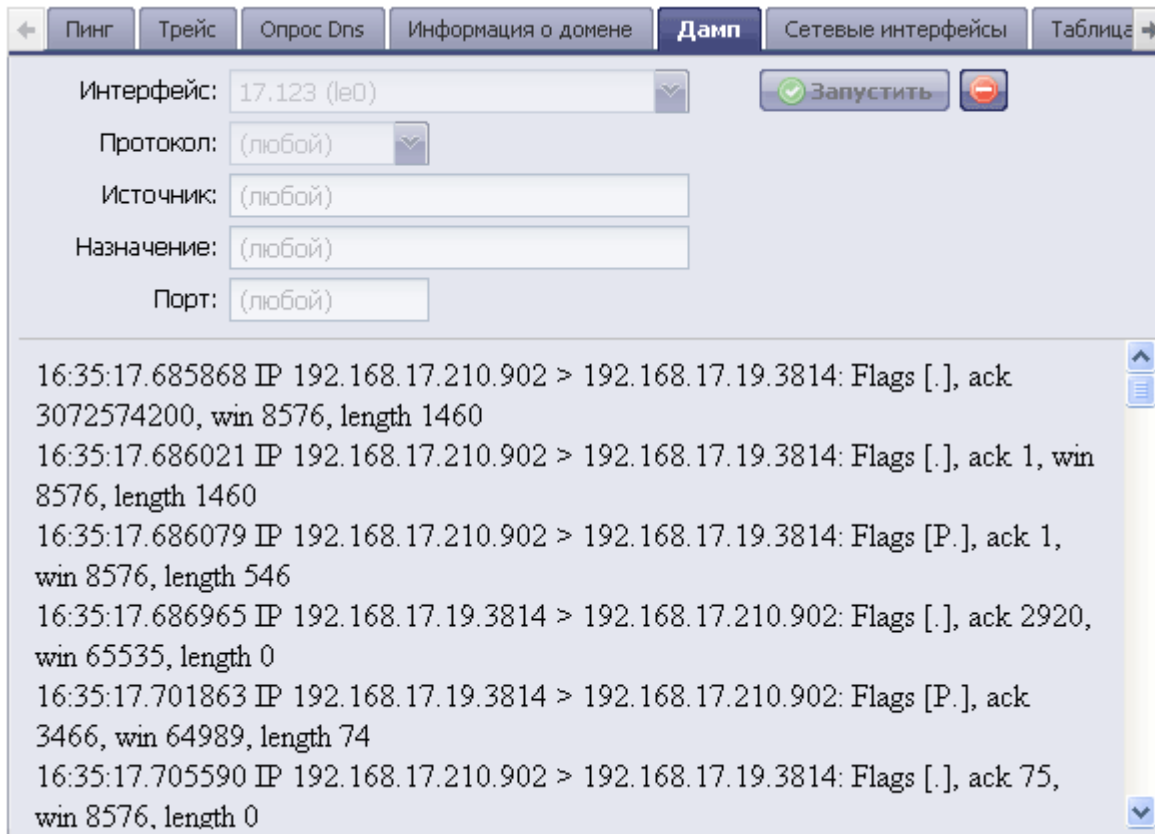 Пинг Трейс Опрос Dns Информация о домене Дамп Сетевые интерфейсы Таблица
Интерфейс: 17.123 (le0) Запустить
Протокол: (любой)
Источник: (любой)
Назначение: (любой)
Порт: (любой)
16:35:17.685868 IP 192.168.17.210.902 > 192.168.17.19.3814: Flags [.], ack
3072574200, win 8576, length 1460
16:35:17.686021 IP 192.168.17.210.902 > 192.168.17.19.3814: Flags [.], ack 1, win
8576, length 1460
16:35:17.686079 IP 192.168.17.210.902 > 192.168.17.19.3814: Flags [P.], ack 1,
win 8576, length 546
16:35:17.686965 IP 192.168.17.19.3814 > 192.168.17.210.902: Flags [.], ack 2920,
win 65535, length 0
16:35:17.701863 IP 192.168.17.19.3814 > 192.168.17.210.902: Flags [P.], ack
3466, win 64989, length 74
16:35:17.705590 IP 192.168.17.210.902 > 192.168.17.19.3814: Flags [.], ack 75,
win 8576, length 0